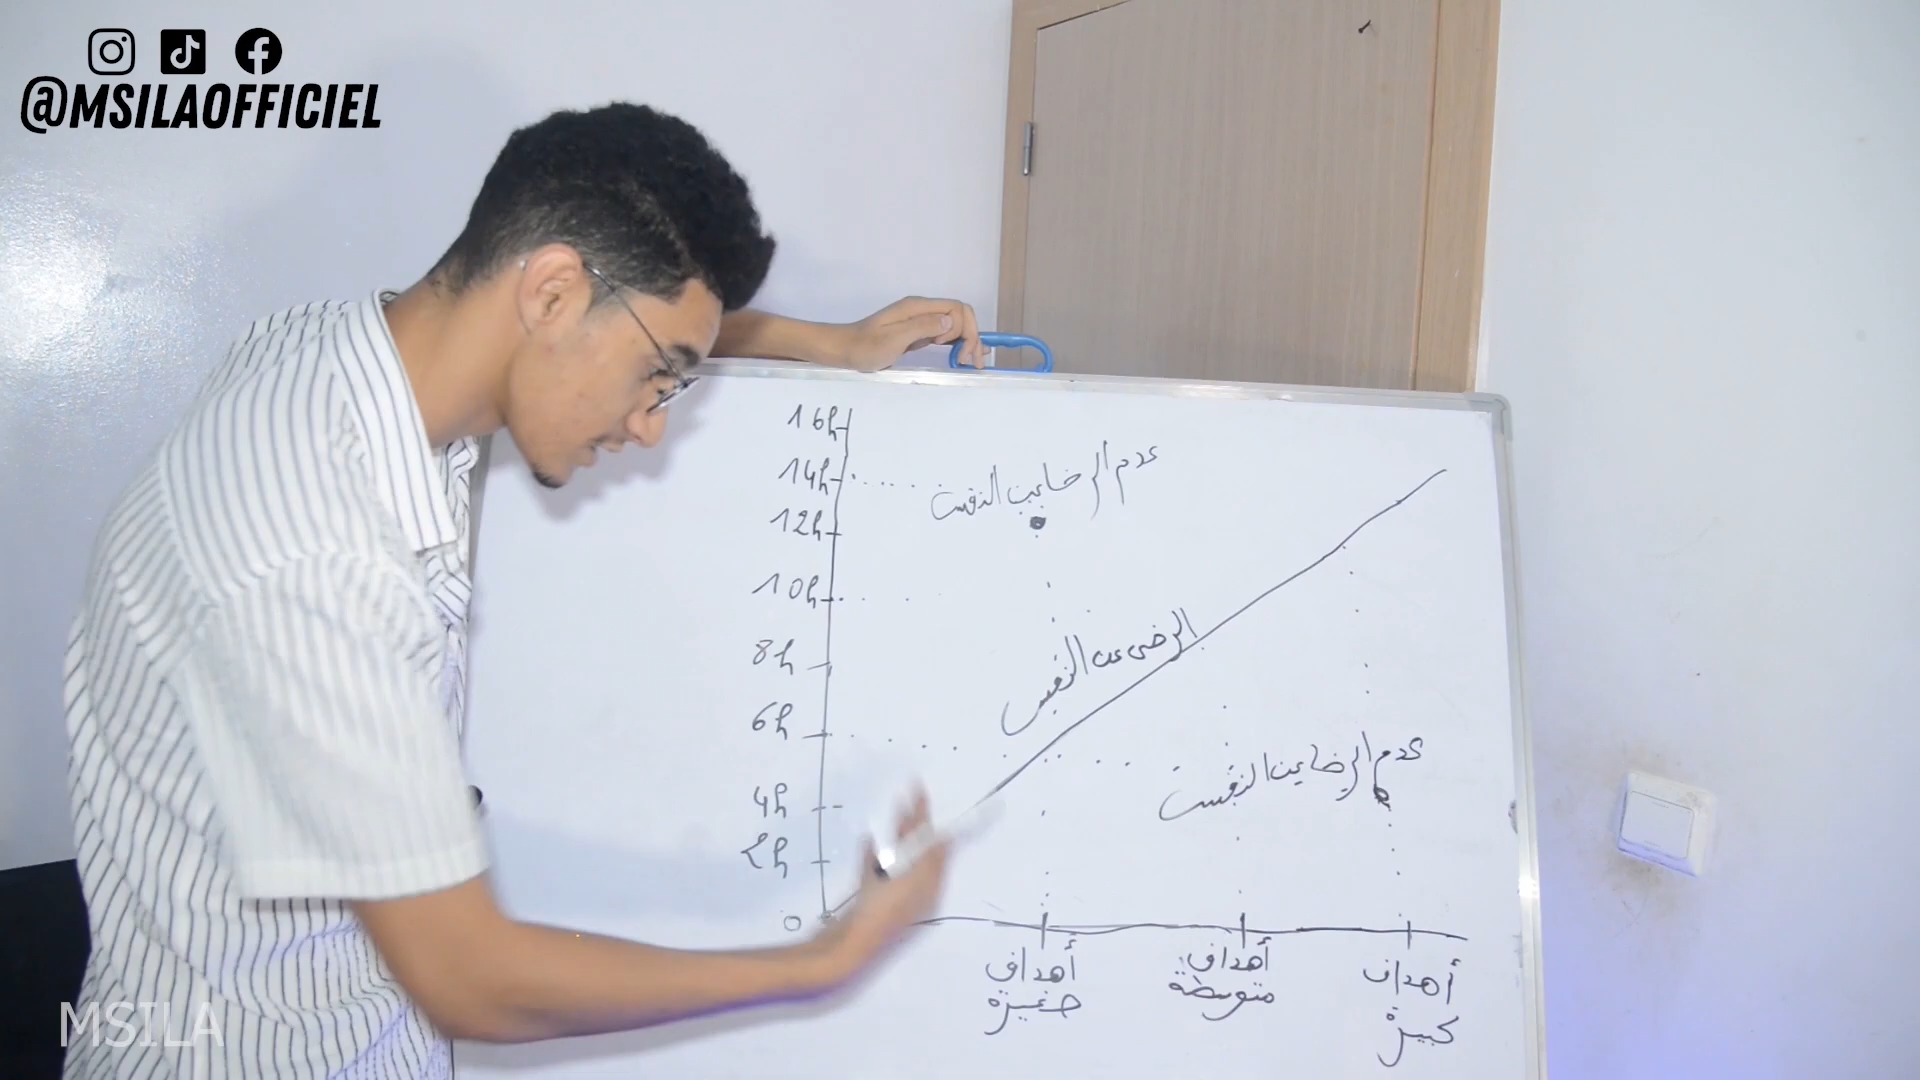 @MSILAOFFICIEL
16h
14h
12h
10h
8h
6h
4h
2h
0
عدم الرضا عن النفس
الرضى عن النفس
عدم الرضا عن النفس
أهداف
صغيرة
أهداف
متوسطة
أهداف
كبيرة
MSILA